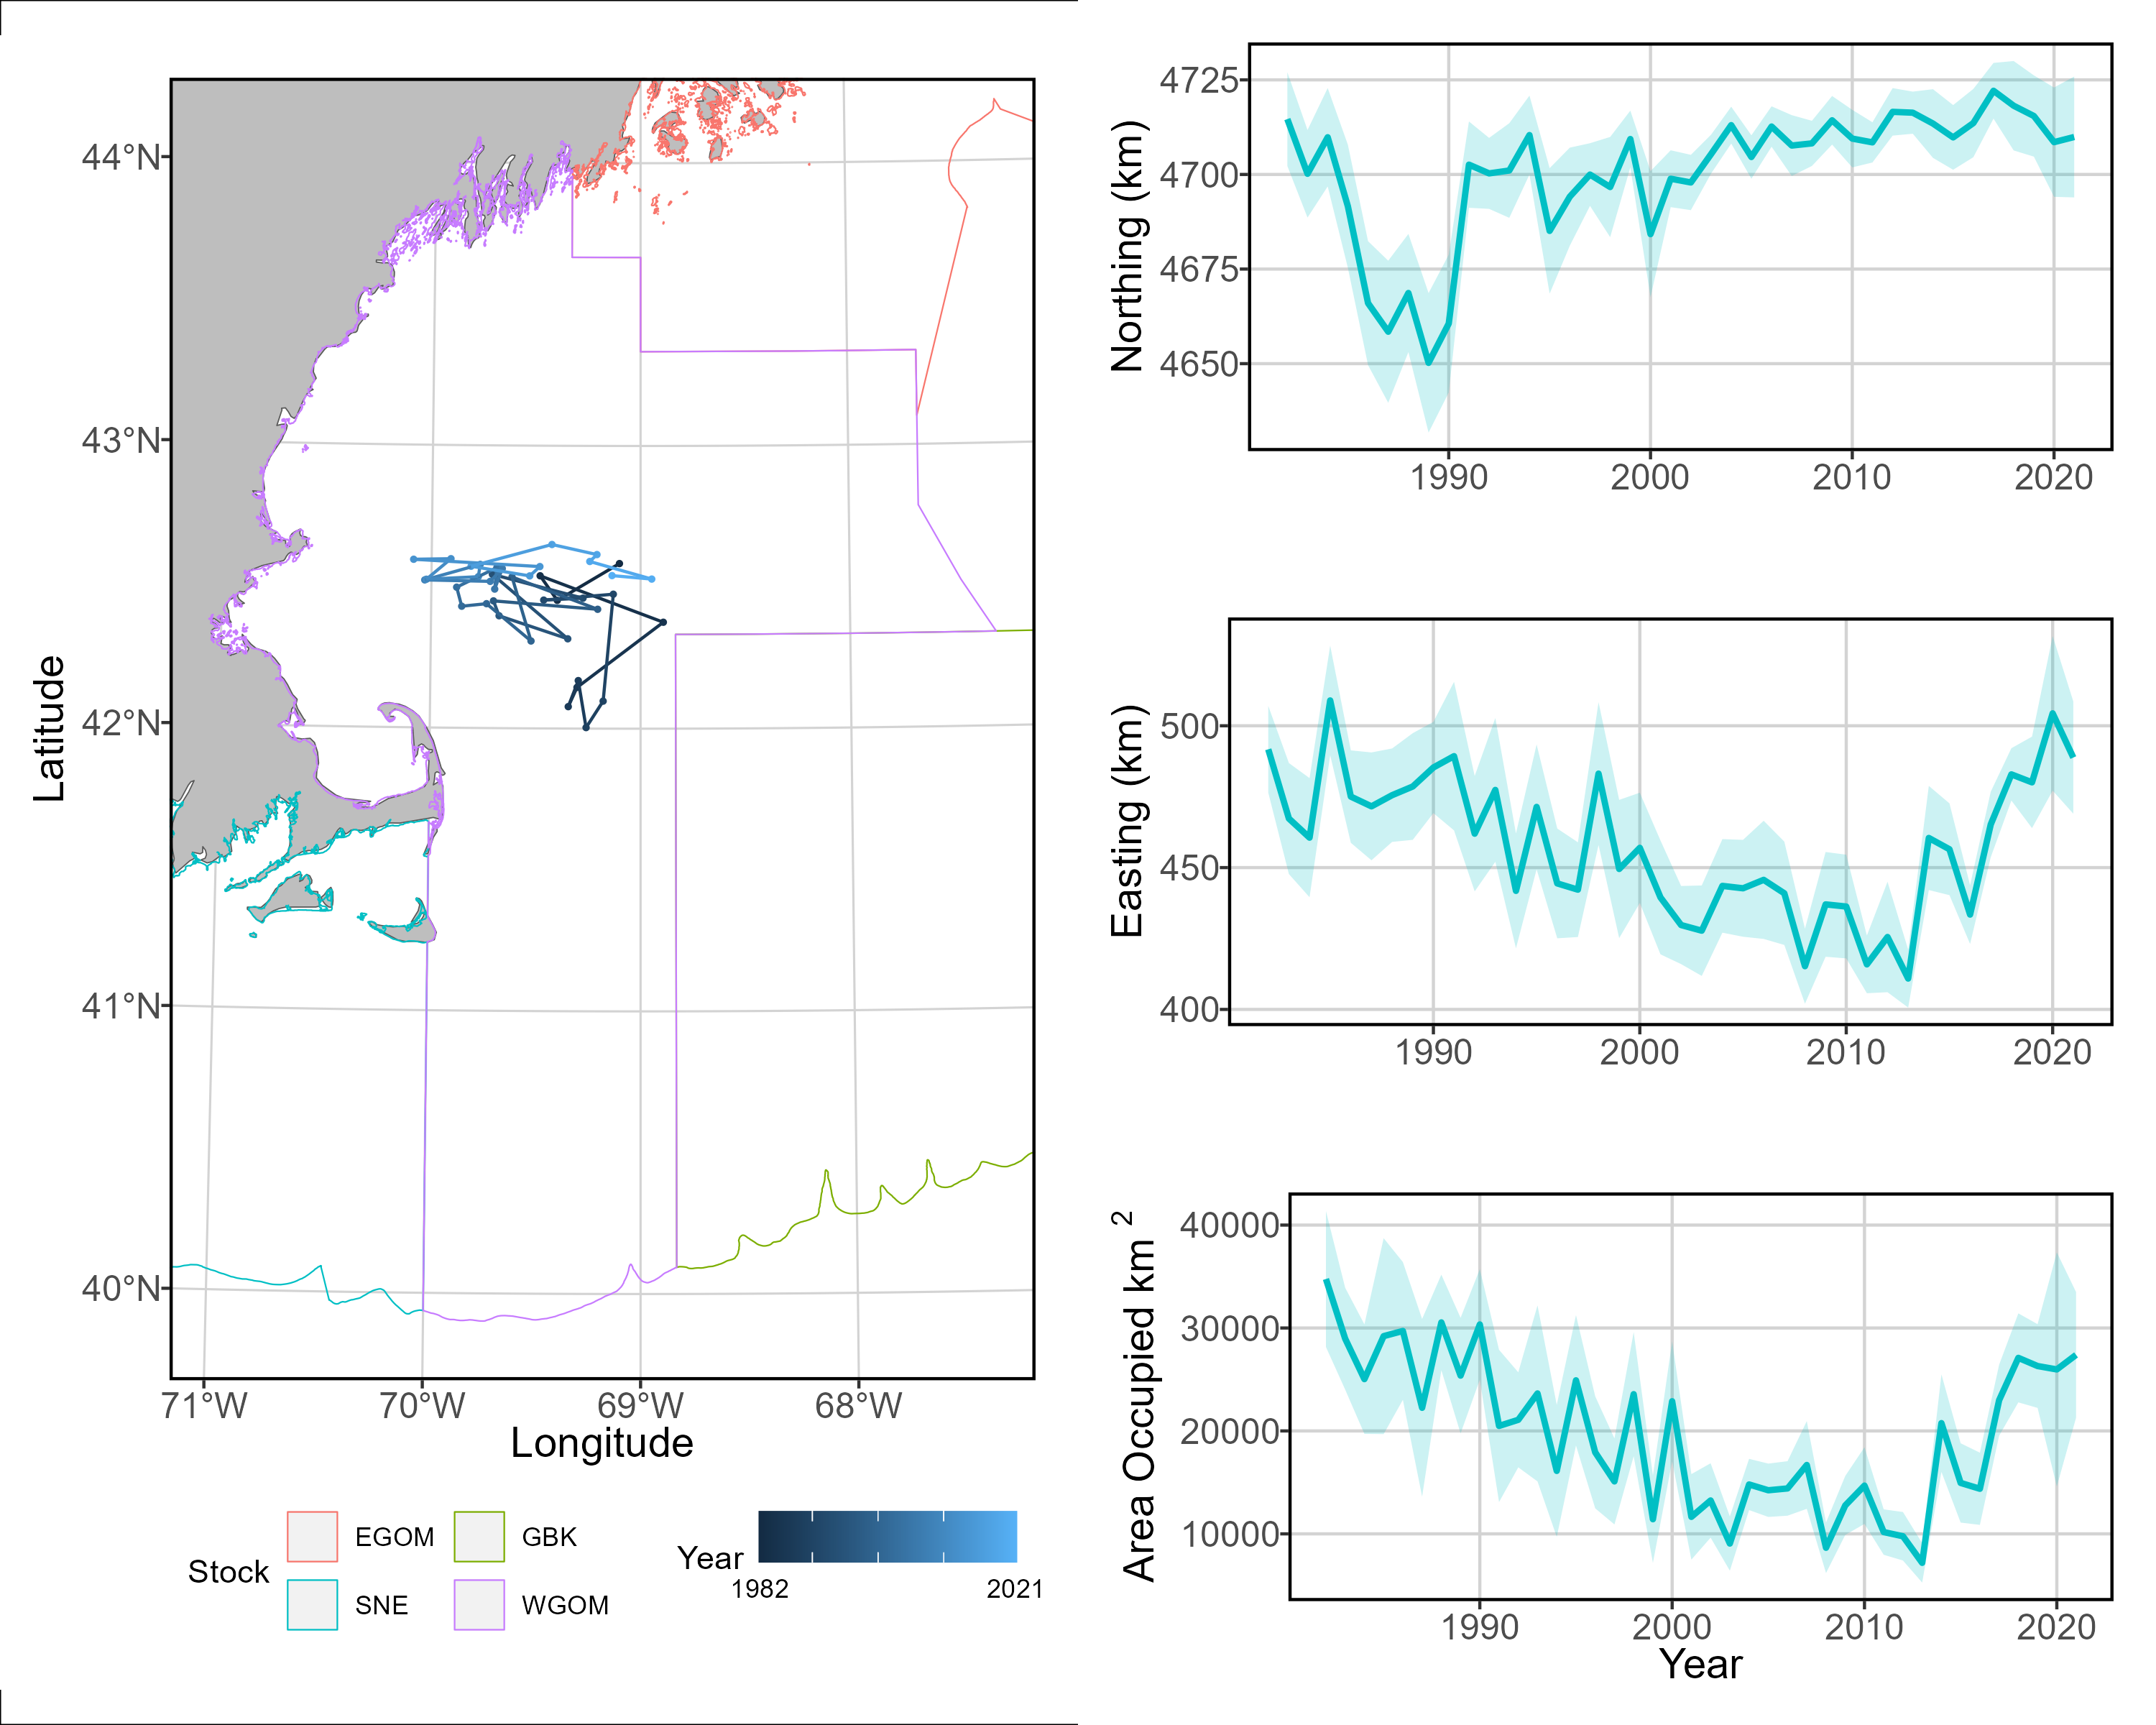 44°N
43°N
42°N
41°N
40°N
Latitude
71°W 70°W 69°W 68°W
Longitude
Stock
EGOM
GBK
SNE
WGOM
Year
1982 2021
Northing (km)
4725
4700
4675
4650
1990 2000 2010 2020
Easting (km)
500
450
400
1990 2000 2010 2020
Area Occupied km 2
40000
30000
20000
10000
1990 2000 2010 2020
Year